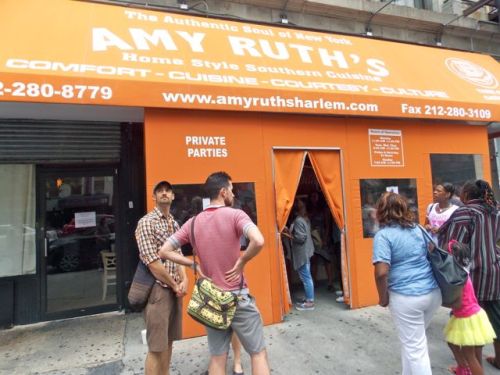 The Authentic Soul of New York
AMY RUTH'S
Home Style Southern Cuisine
COMFORT - CUISINE - COURTESY - CULTURE
2-280-8779
www.amyruthsharlem.com
Fax 212-280-3109
PRIVATE
PARTIES